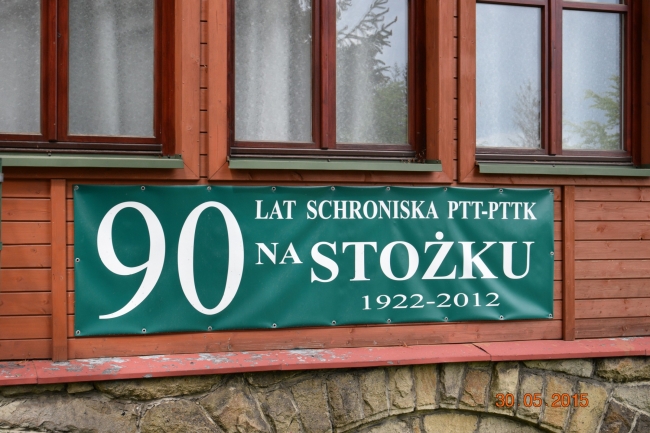 90 LAT SCHRONISKA PTT-PTTK
NA STOŻKU
1922-2012
30.05.2015